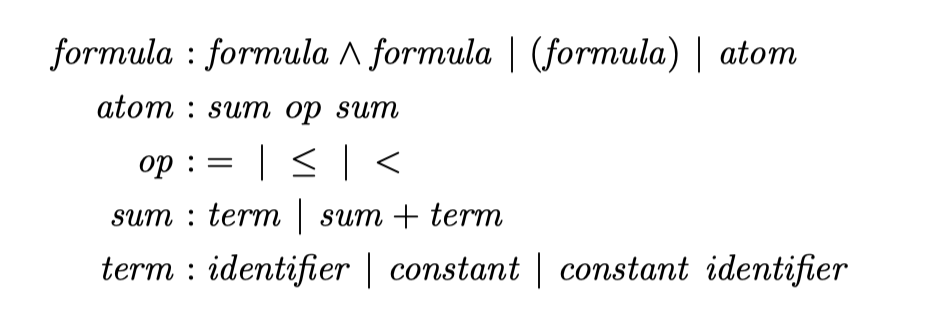 formula : formula ∧ formula | (formula) | atom
atom : sum op sum
op : = | ≤ | <
sum : term | sum + term
term : identifier | constant | constant identifier